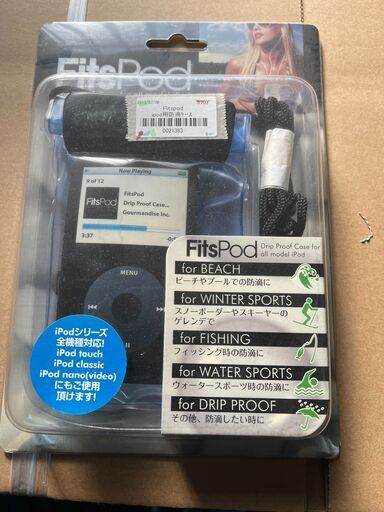 FitsPod
Fitspod
ipod用防滴ケース
0021383
Now Playing
9 of 12
FitsPod
FitsPod
Drip Proof Case...
Gourmandise Inc.
3:37
MENU
FitsPod Drip Proof Case for
all model iPod
for BEACH
ビーチやプールでの防滴に
for WINTER SPORTS
スノーボーダーやスキーヤーの
ゲレンデで
for FISHING
フィッシング時の防滴に
for WATER SPORTS
ウォータースポーツ時の防滴に
for DRIP PROOF
その他、防滴したい時に
iPodシリーズ
全機種対応!
iPod touch
iPod classic
iPod nano(video)
にもご使用
頂けます!